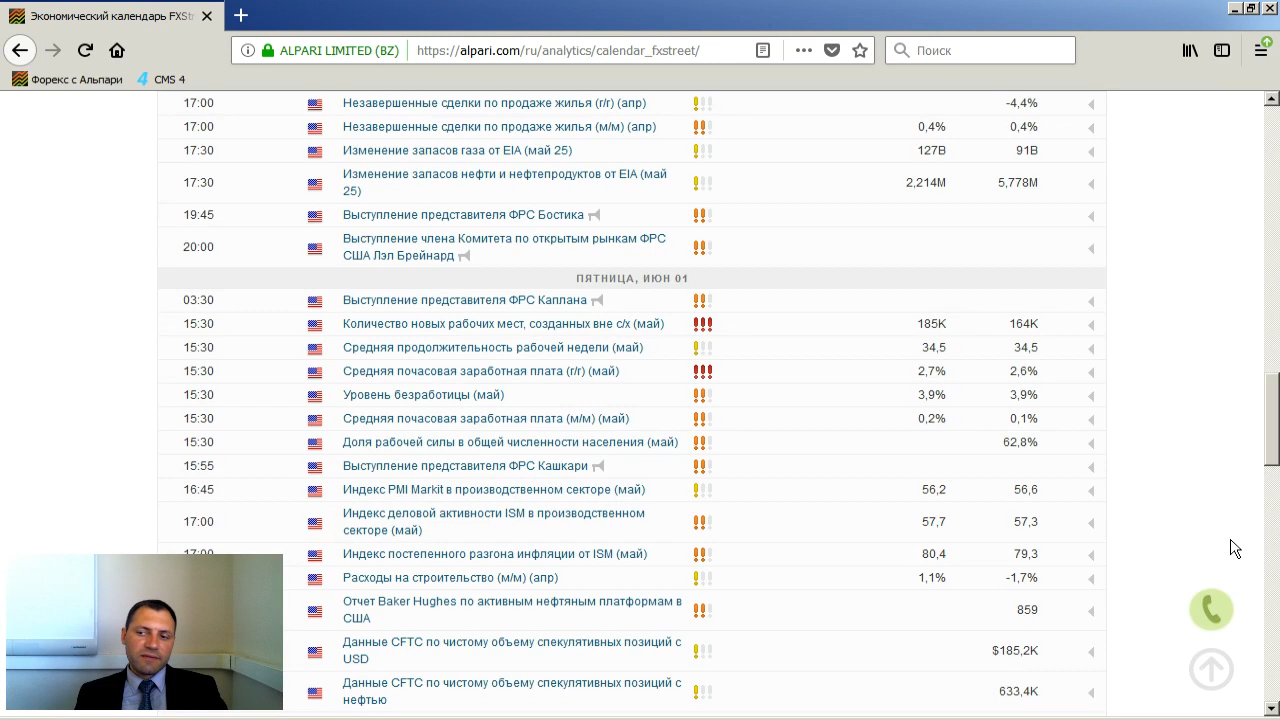 Экономический календарь FXStr
ALPARI LIMITED (BZ)
https://alpari.com/ru/analytics/calendar_fxstreet/
Поиск
Форекс с Альпари
CMS 4
17:00 Незавершенные сделки по продаже жилья (г/г) (апр) -4,4%
17:00 Незавершенные сделки по продаже жилья (м/м) (апр) 0,4% 0,4%
17:30 Изменение запасов газа от EIA (май 25) 127B 91B
17:30 Изменение запасов нефти и нефтепродуктов от EIA (май 2,214M 5,778M
25)
19:45 Выступление представителя ФРС Бостика
20:00 Выступление члена Комитета по открытым рынкам ФРС
США Лэл Брейнард
ПЯТНИЦА, ИЮН 01
03:30 Выступление представителя ФРС Каплана
15:30 Количество новых рабочих мест, созданных вне с/х (май) 185K 164K
15:30 Средняя продолжительность рабочей недели (май) 34,5 34,5
15:30 Средняя почасовая заработная плата (г/г) (май) 2,7% 2,6%
15:30 Уровень безработицы (май) 3,9% 3,9%
15:30 Средняя почасовая заработная плата (м/м) (май) 0,2% 0,1%
15:30 Доля рабочей силы в общей численности населения (май) 62,8%
15:55 Выступление представителя ФРС Кашкари
16:45 Индекс PMI Markit в производственном секторе (май) 56,2 56,6
17:00 Индекс деловой активности ISM в производственном 57,7 57,3
секторе (май)
17:00 Индекс постепенного разгона инфляции от ISM (май) 80,4 79,3
Расходы на строительство (м/м) (апр) 1,1% -1,7%
Отчет Baker Hughes по активным нефтяным платформам в 859
США
Данные CFTC по чистому объему спекулятивных позиций с $185,2K
USD
Данные CFTC по чистому объему спекулятивных позиций с 633,4K
нефтью